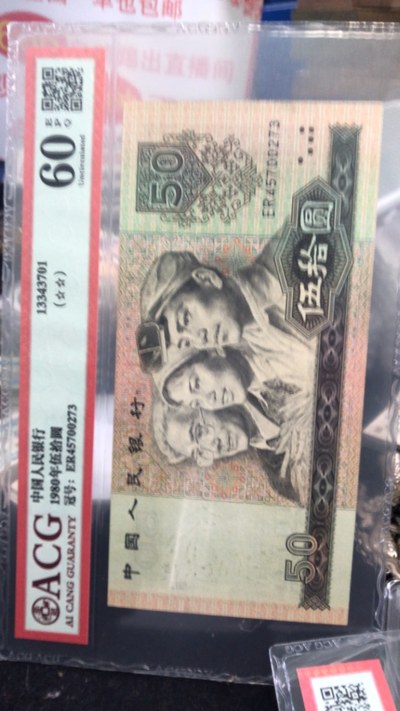 ACG
AI CANG GUARANTY
中国人民银行
1980年伍拾圆
冠号: ER45700273
13343701
(☆☆)
60
EPQ
Uncirculated
50
ER45700273
伍拾圆
中国人民银行
50